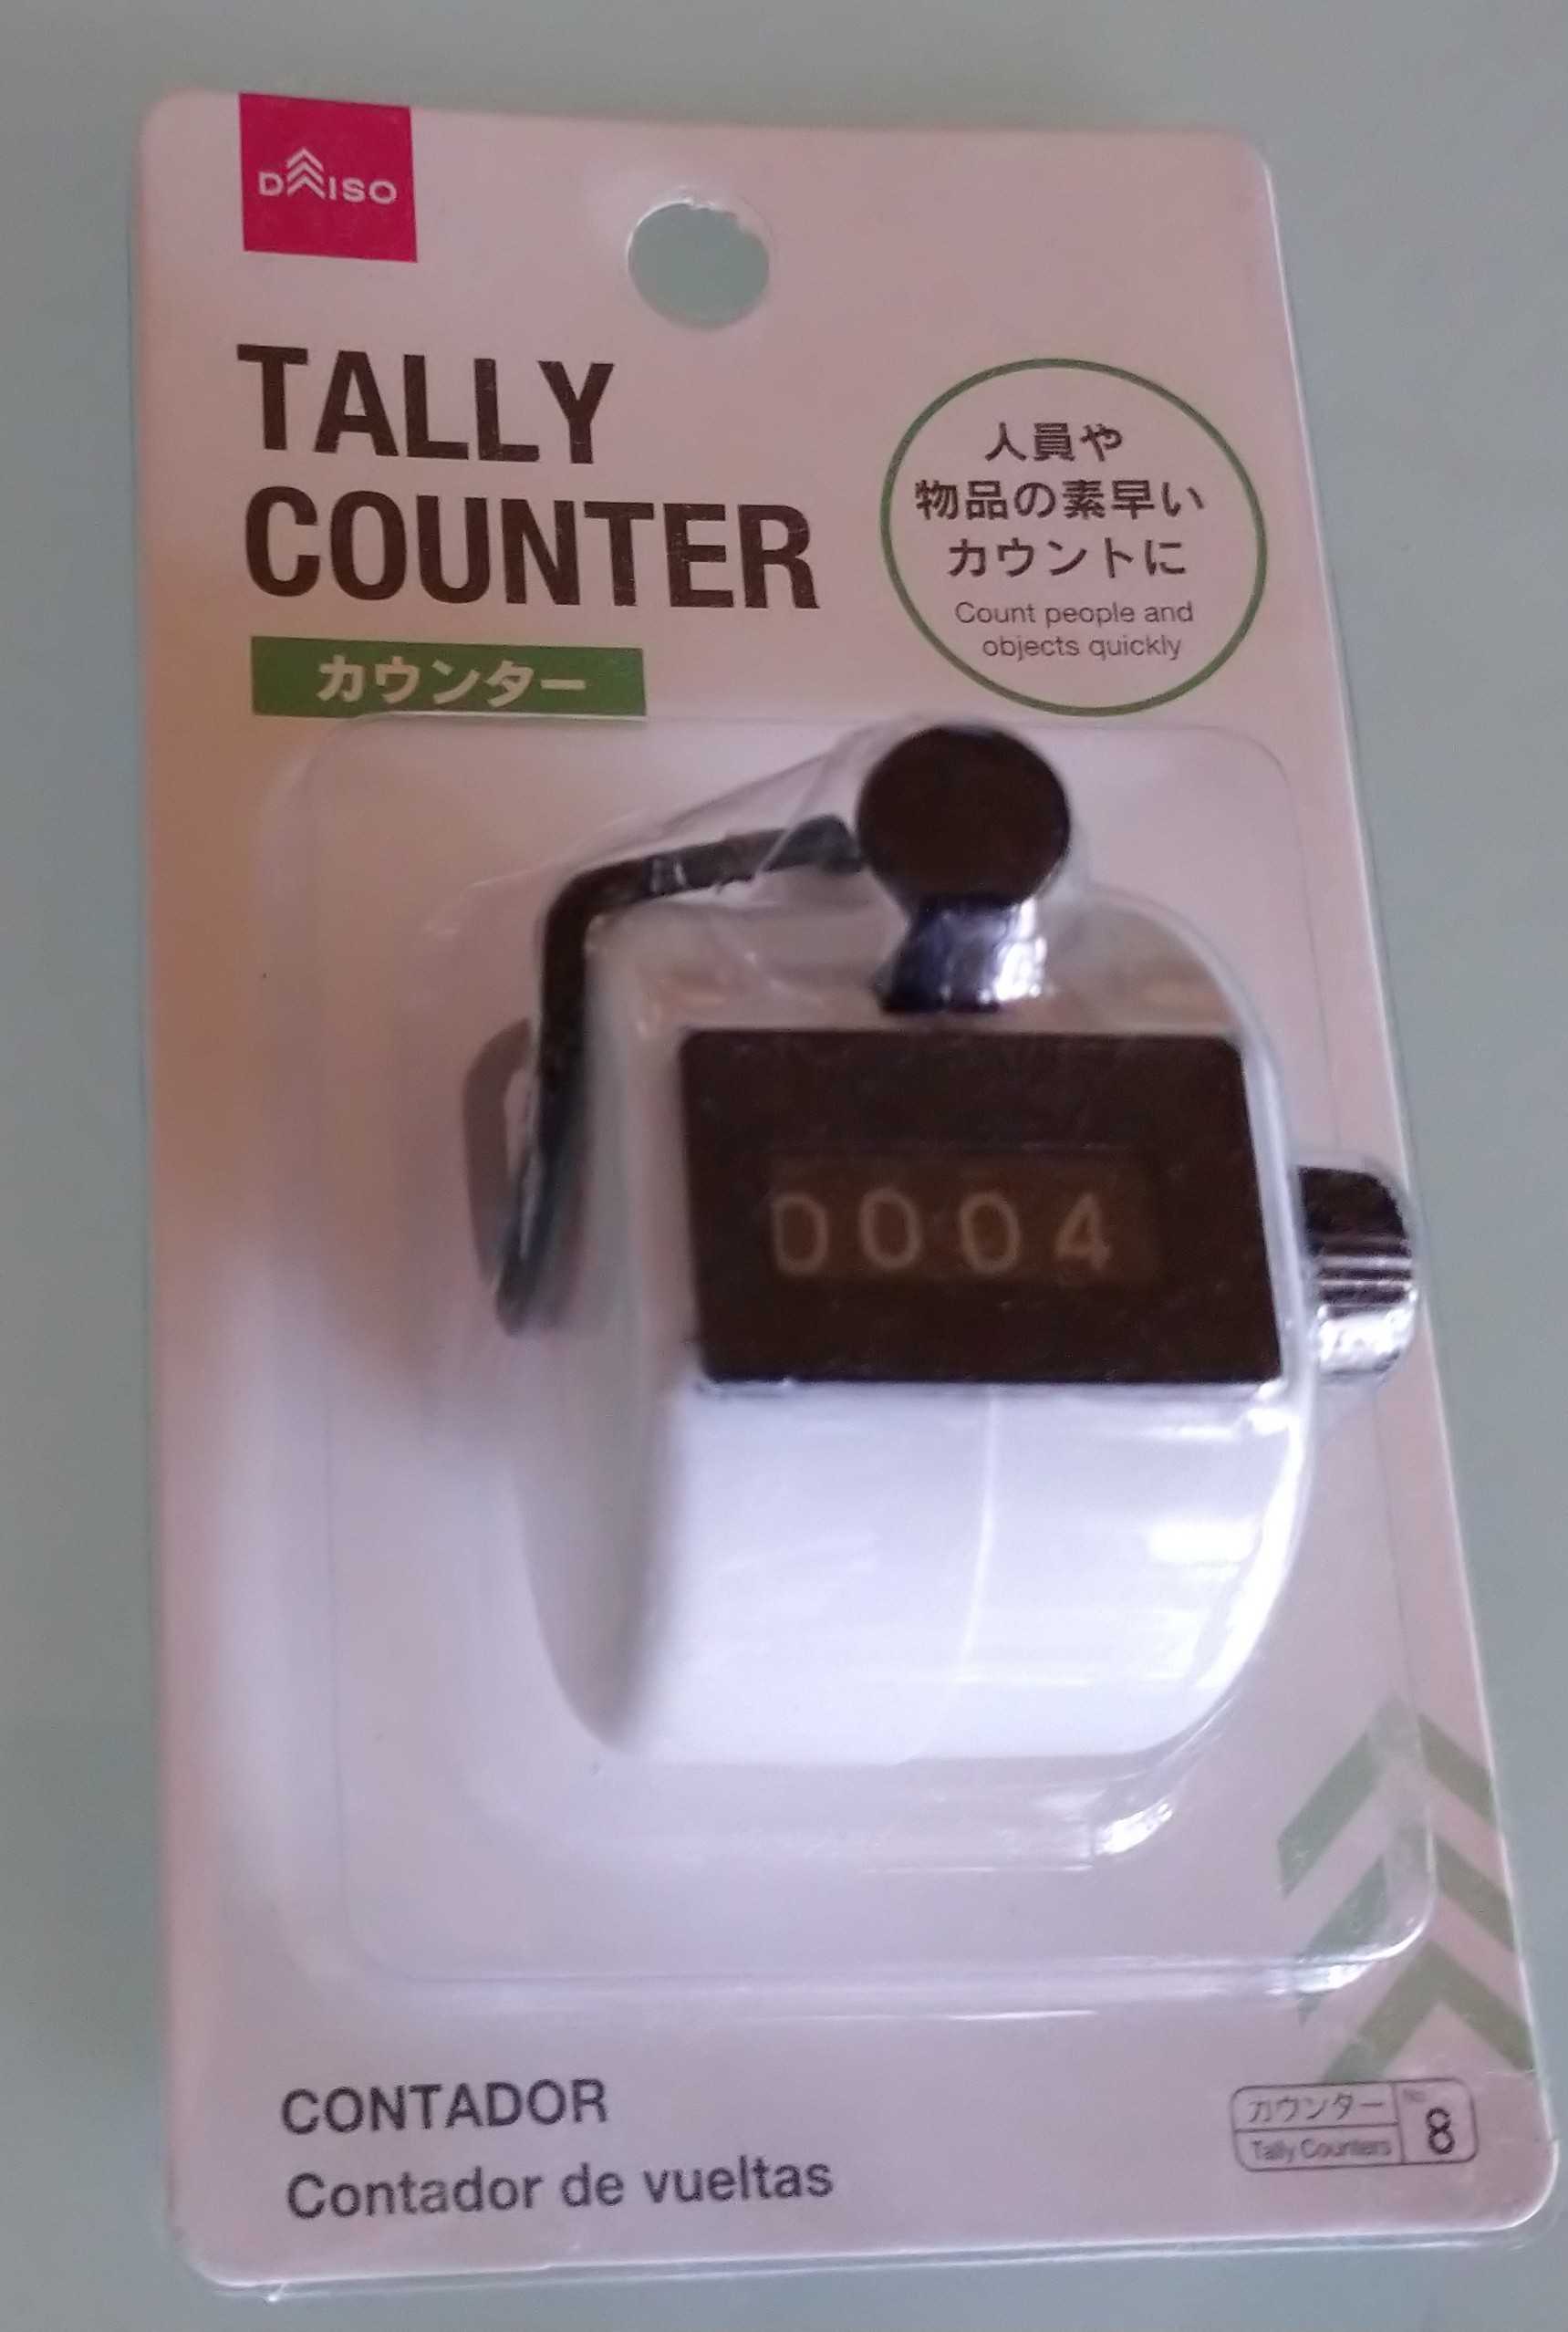 DAISO
TALLY
COUNTER
カウンター
人員や
物品の素早い
カウントに
Count people and
objects quickly
0004
CONTADOR
Contador de vueltas
カウンター
Tally Counters
No.
8